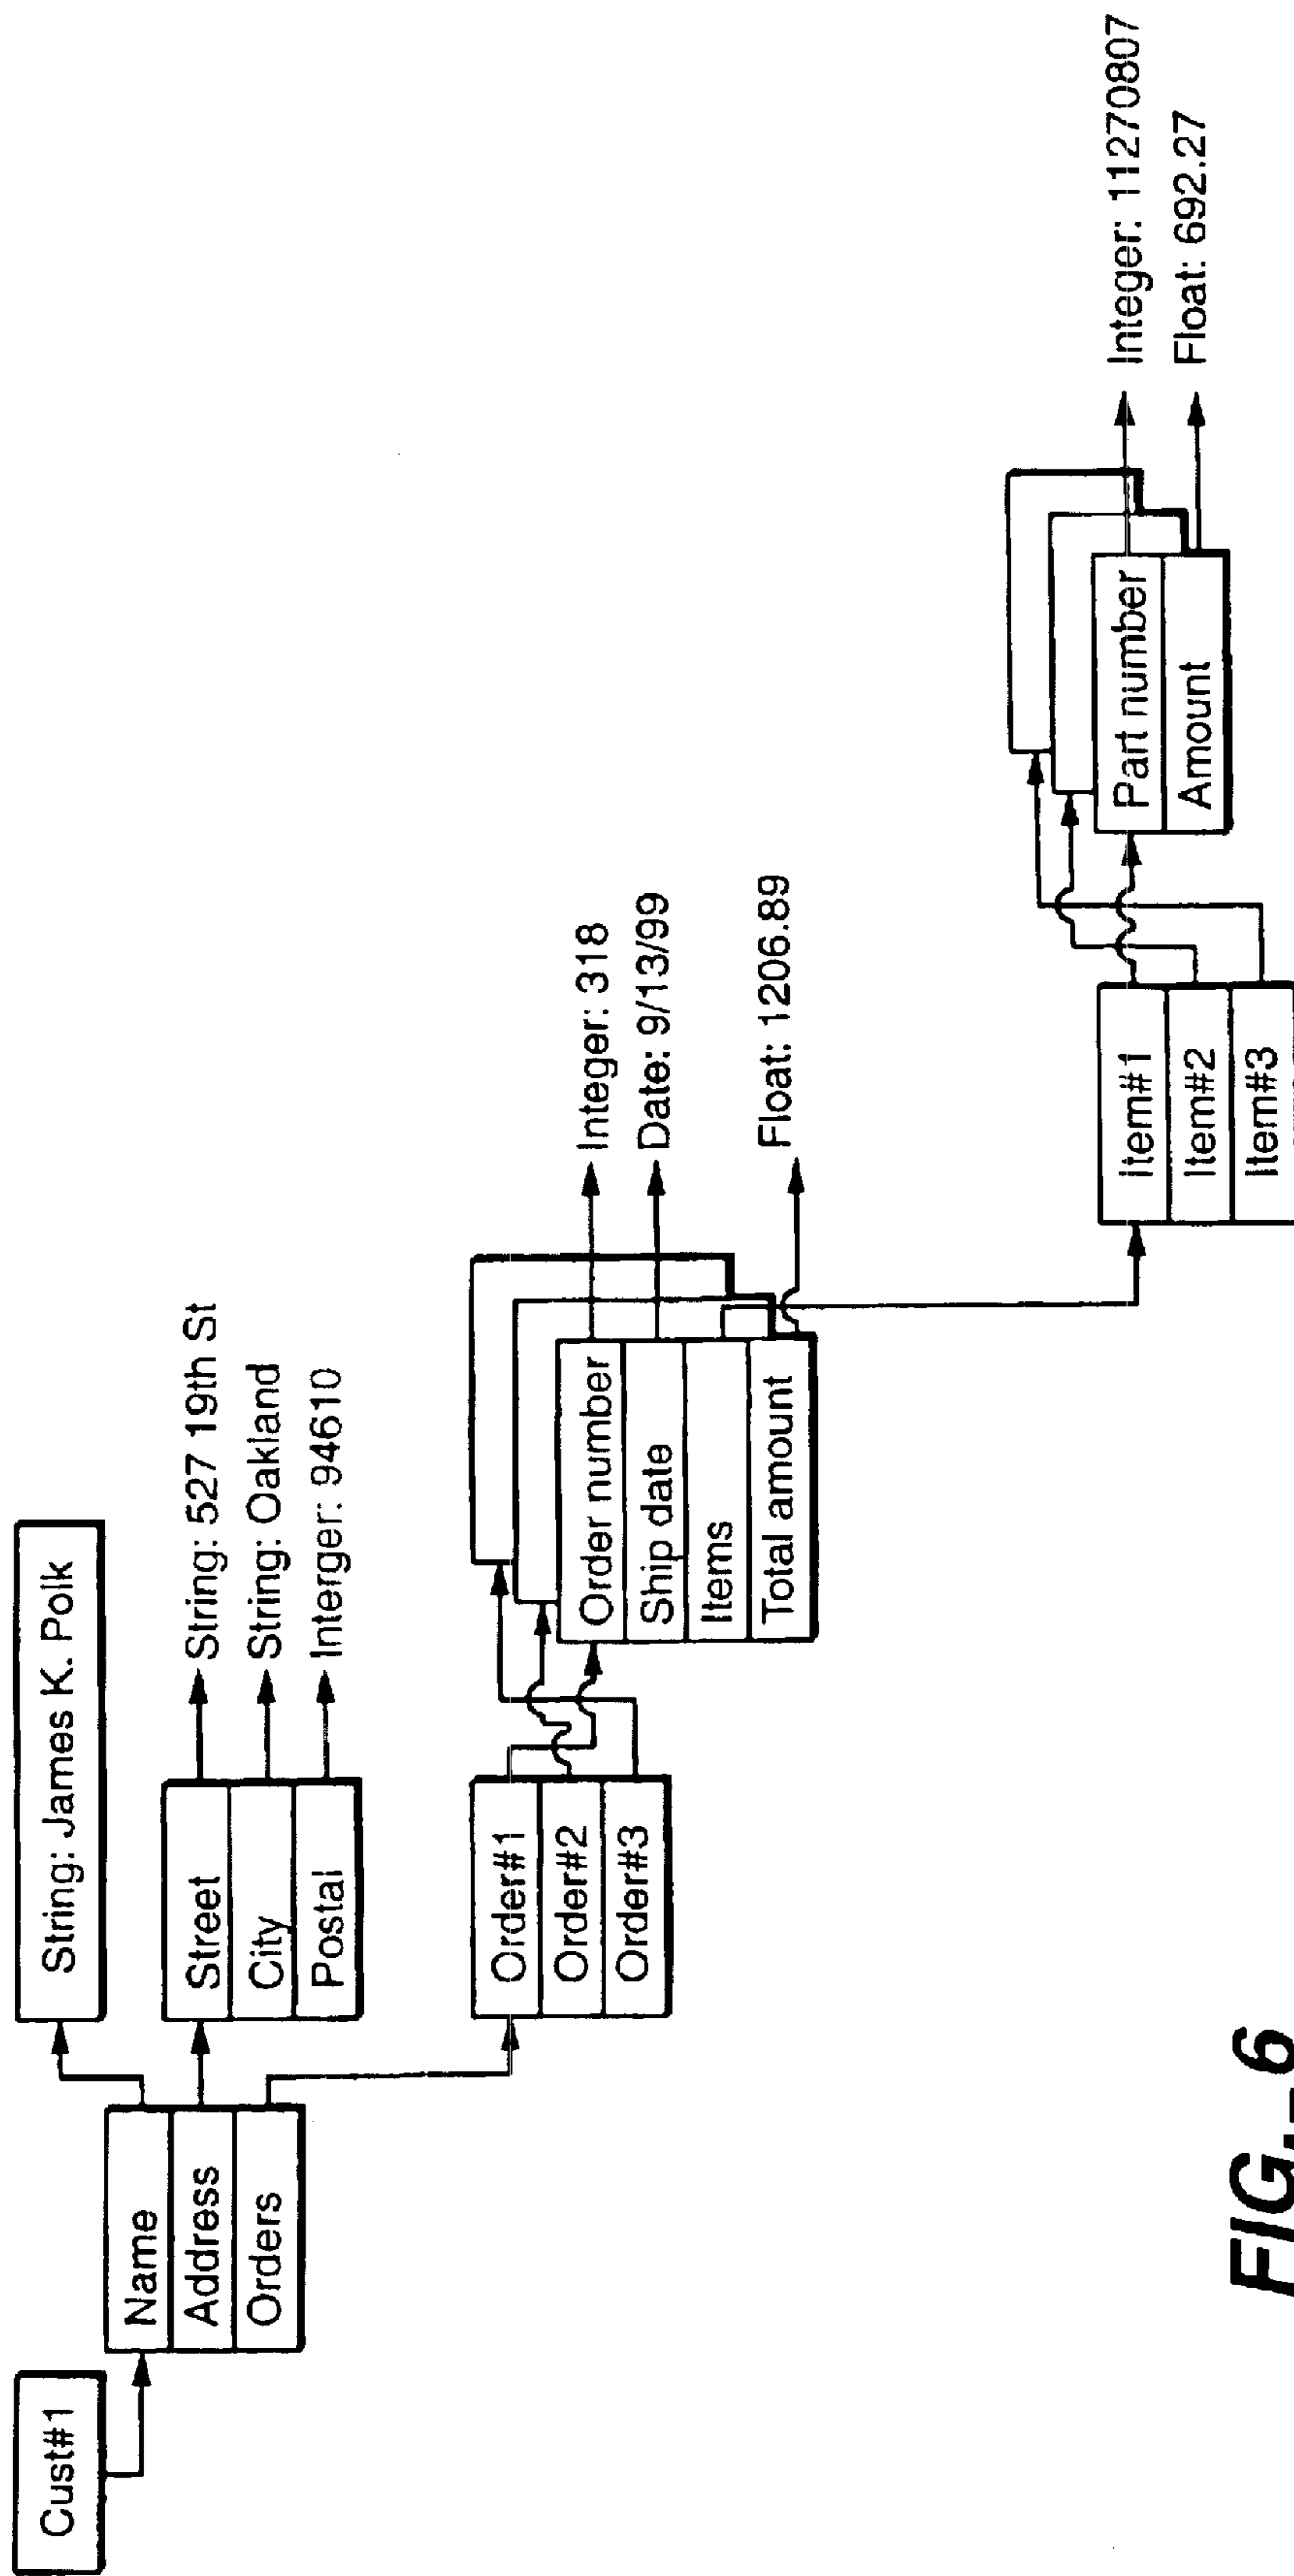 Cust#1
Name
Address
Orders
String: James K. Polk
Street
City
Postal
String: 527 19th St
String: Oakland
Interger: 94610
Order#1
Order#2
Order#3
Order number
Ship date
Items
Total amount
Integer: 318
Date: 9/13/99
Float: 1206.89
Item#1
Item#2
Item#3
Part number
Amount
Integer: 11270807
Float: 692.27
FIG._6